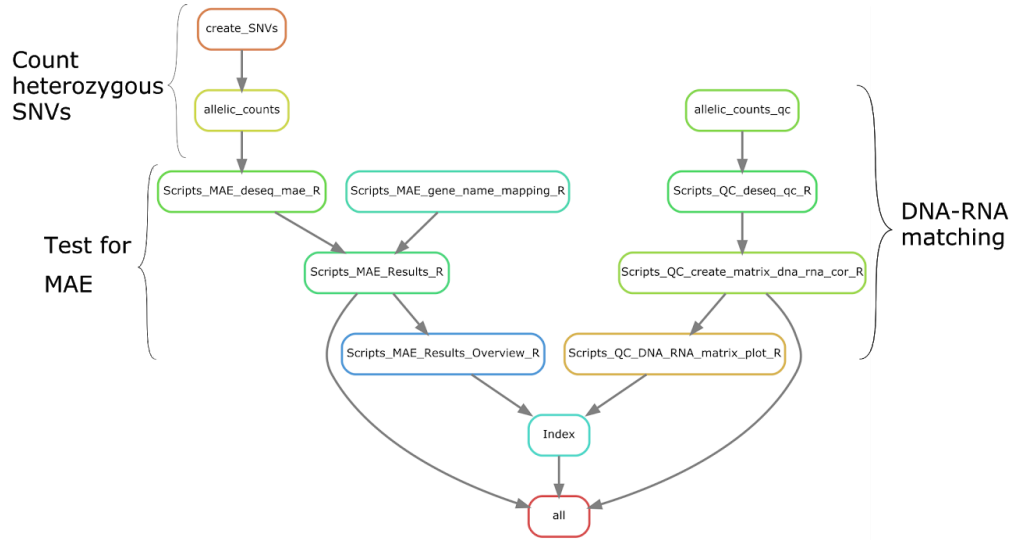 create_SNVs
Count
heterozygous
SNVs
allelic_counts
allelic_counts_qc
Scripts_MAE_deseq_mae_R
Scripts_MAE_gene_name_mapping_R
Scripts_QC_deseq_qc_R
DNA-RNA
matching
Test for
MAE
Scripts_MAE_Results_R
Scripts_QC_create_matrix_dna_rna_cor_R
Scripts_MAE_Results_Overview_R
Scripts_QC_DNA_RNA_matrix_plot_R
Index
all